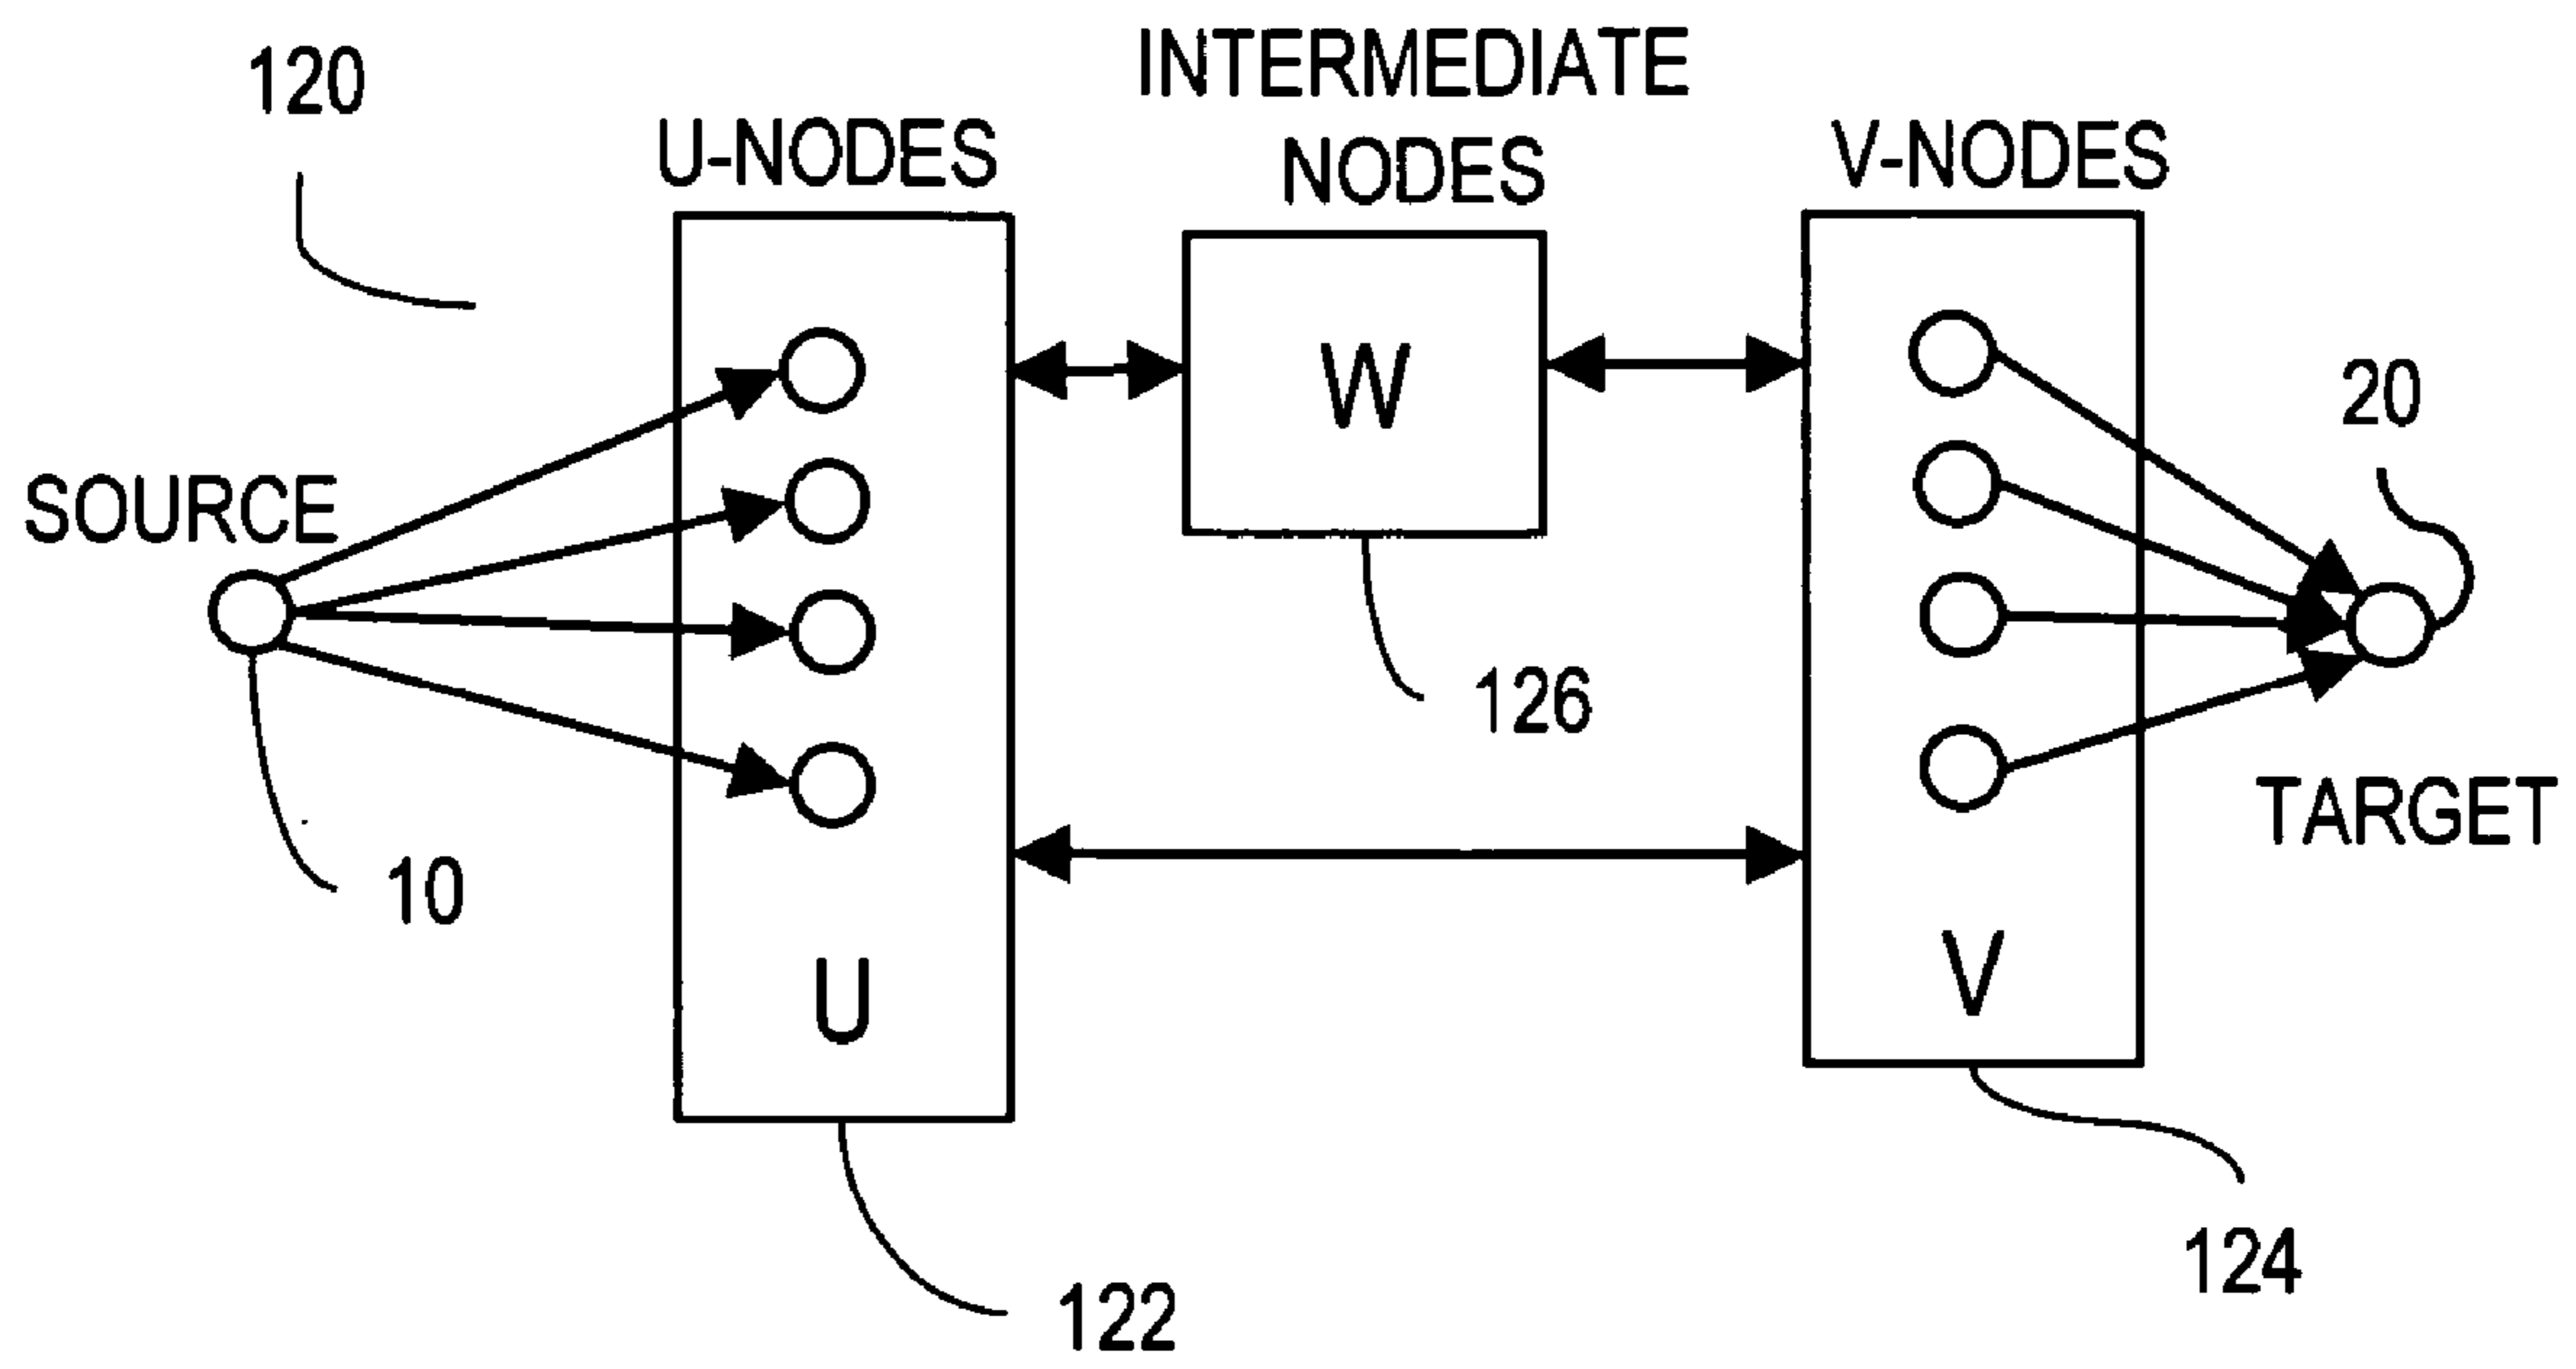 120
INTERMEDIATE
NODES
U-NODES
V-NODES
W
20
SOURCE
126
TARGET
10
U
V
124
122